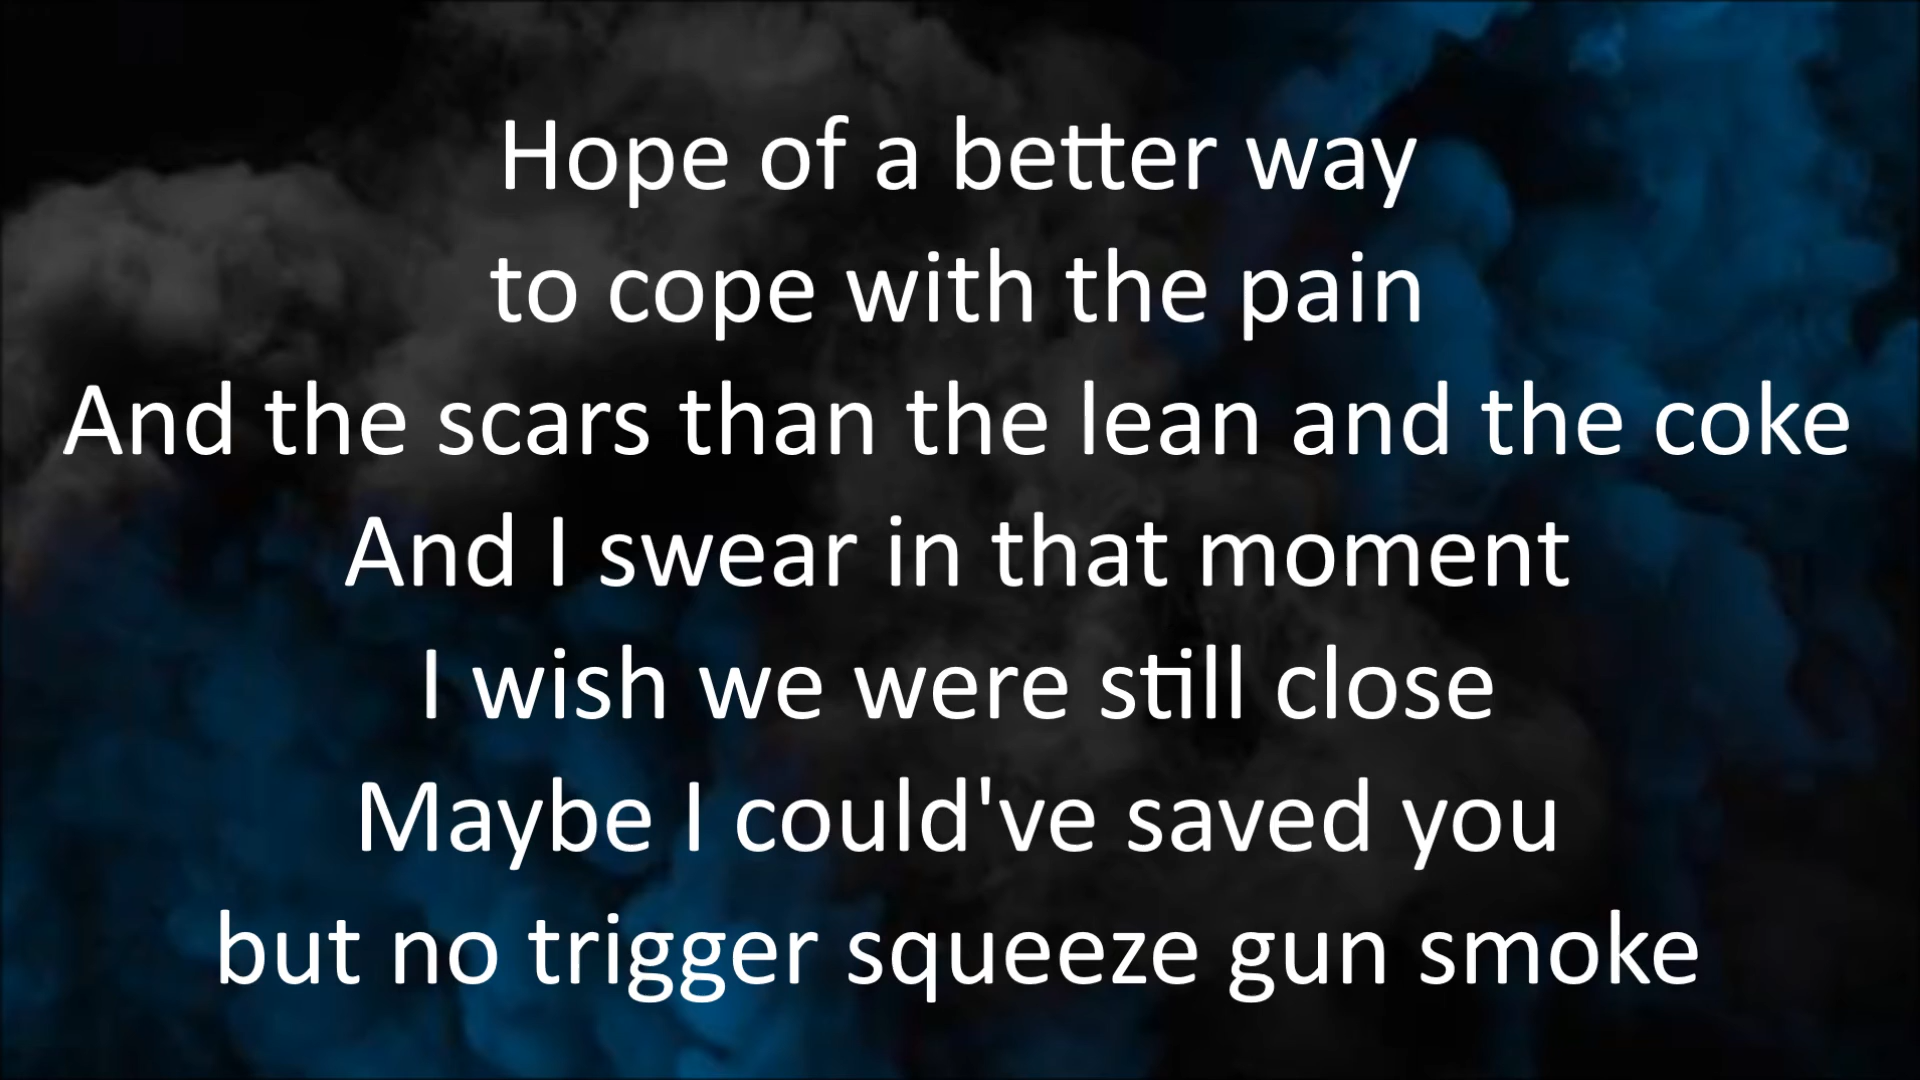 Hope of a better way
to cope with the pain
And the scars than the lean and the coke
And I swear in that moment
I wish we were still close
Maybe I could've saved you
but no trigger squeeze gun smoke